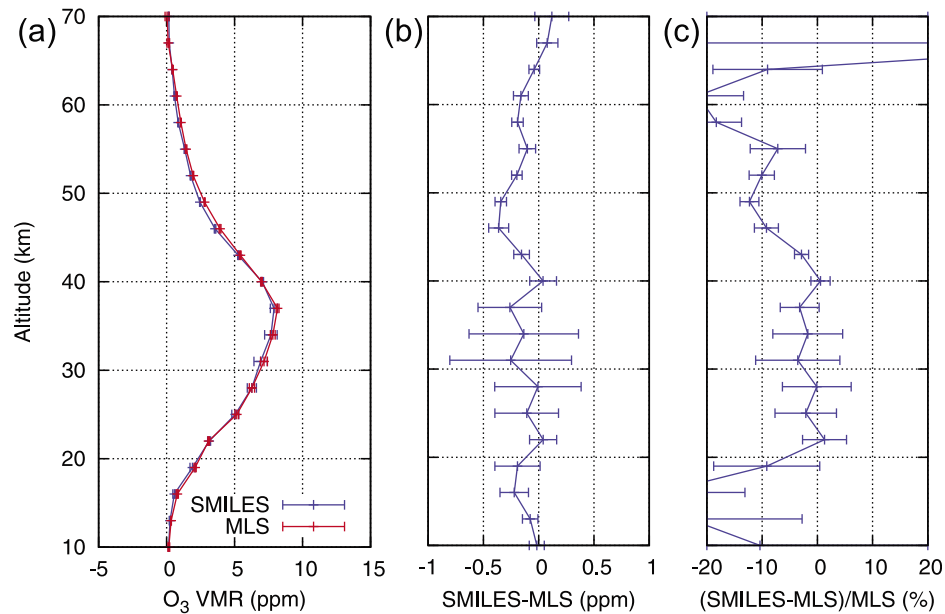 (a)
(b)
(c)
70
60
50
40
30
20
10
Altitude (km)
SMILES
MLS
-5 0 5 10 15
-1 -0.5 0 0.5 1
-20 -10 0 10 20
O₃ VMR (ppm)
SMILES-MLS (ppm)
(SMILES-MLS)/MLS (%)